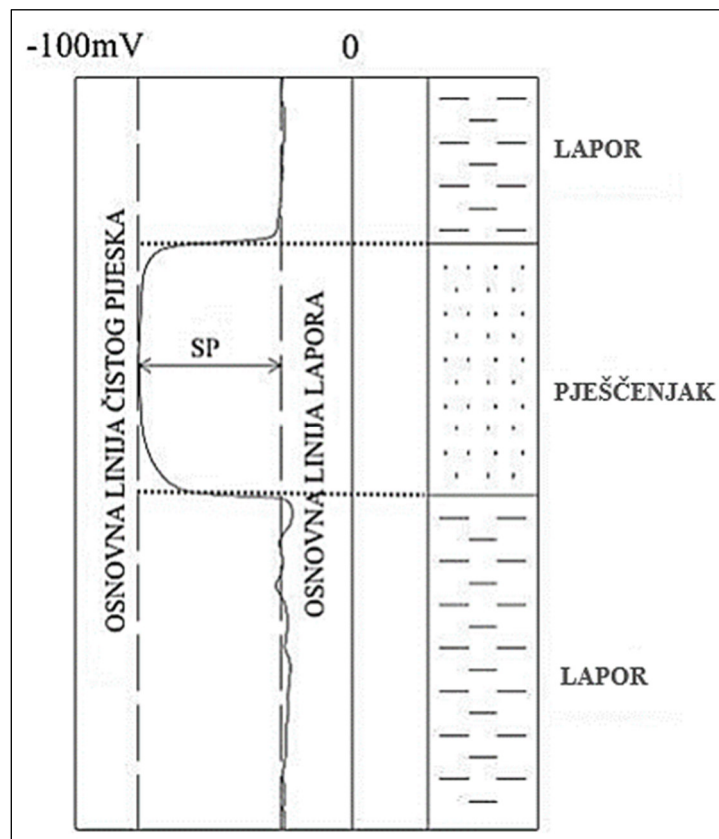 -100mV 0
LAPOR
OSNOVNA LINIJA ČISTOG PIJESKA
SP
OSNOVNA LINIJA LAPORA
PJEŠČENJAK
LAPOR